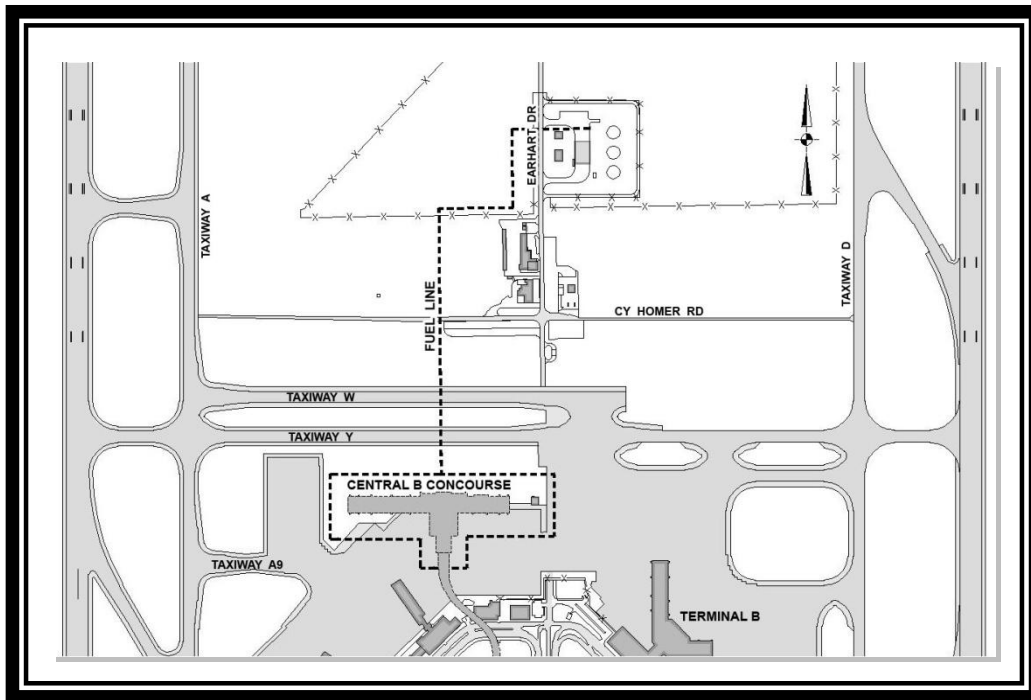 EARHART DR
TAXIWAY A
TAXIWAY D
FUEL LINE
CY HOMER RD
TAXIWAY W
TAXIWAY Y
CENTRAL B CONCOURSE
TAXIWAY A9
TERMINAL B